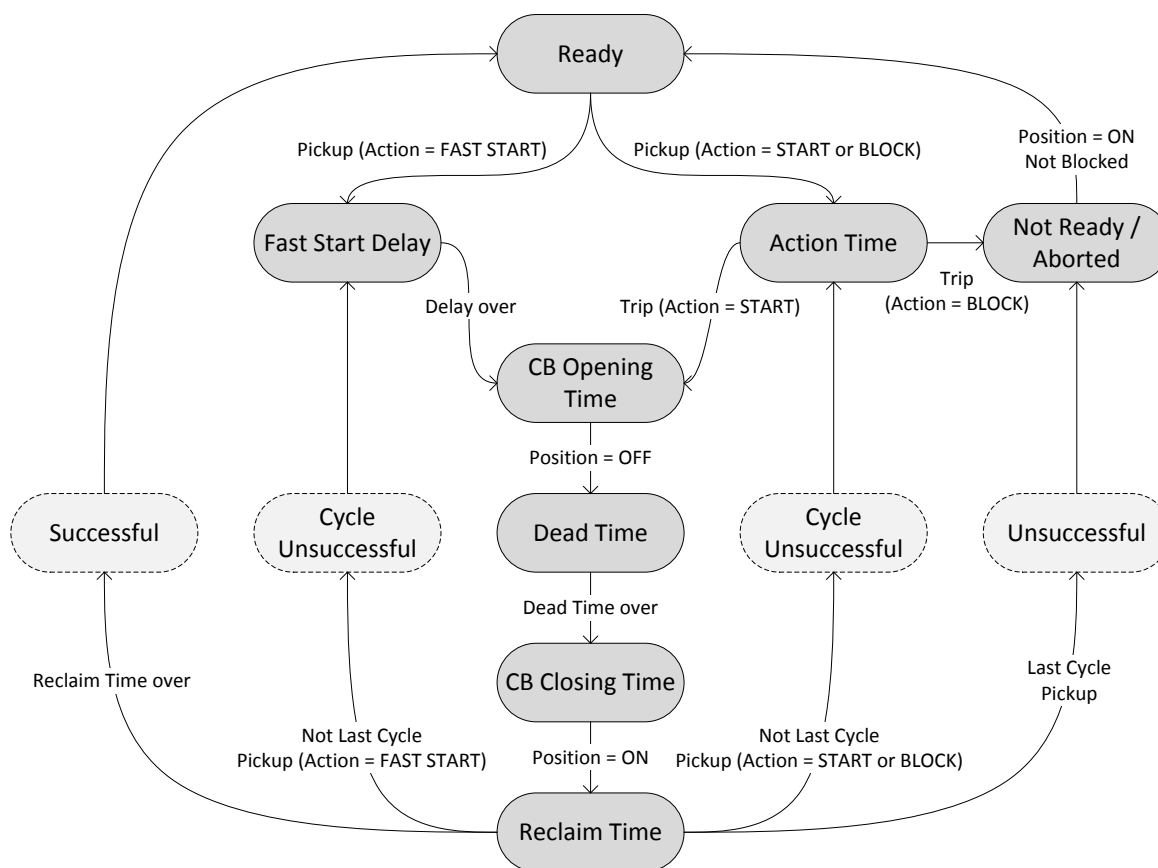 Ready
Pickup (Action = FAST START)
Pickup (Action = START or BLOCK)
Position = ON
Not Blocked
Fast Start Delay
Action Time
Not Ready /
Aborted
Delay over
Trip (Action = START)
Trip
(Action = BLOCK)
CB Opening
Time
Position = OFF
Successful
Cycle
Unsuccessful
Dead Time
Cycle
Unsuccessful
Unsuccessful
Dead Time over
Reclaim Time over
CB Closing Time
Last Cycle
Pickup
Not Last Cycle
Pickup (Action = FAST START)
Position = ON
Not Last Cycle
Pickup (Action = START or BLOCK)
Reclaim Time